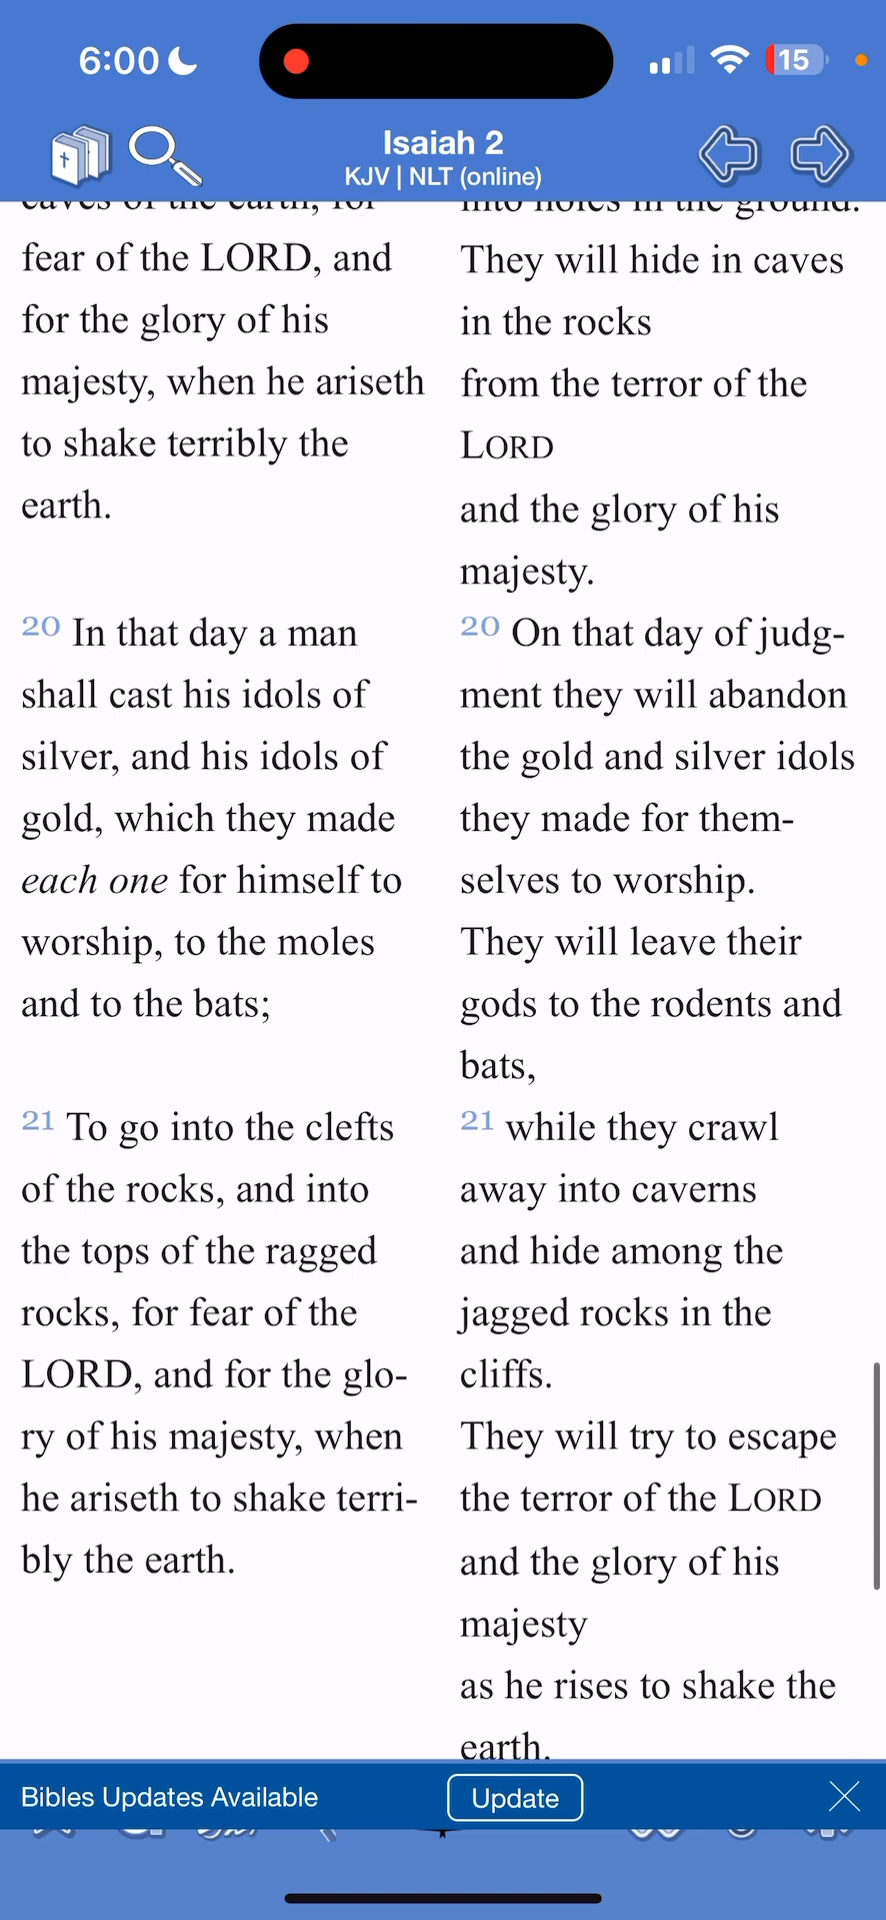 6:00
15
Isaiah 2
KJV | NLT (online)
caves of the earth, for
fear of the LORD, and
for the glory of his
majesty, when he ariseth
to shake terribly the
earth.
20 In that day a man
shall cast his idols of
silver, and his idols of
gold, which they made
each one for himself to
worship, to the moles
and to the bats;
21 To go into the clefts
of the rocks, and into
the tops of the ragged
rocks, for fear of the
LORD, and for the glo-
ry of his majesty, when
he ariseth to shake terri-
bly the earth.
into holes in the ground.
They will hide in caves
in the rocks
from the terror of the
LORD
and the glory of his
majesty.
20 On that day of judg-
ment they will abandon
the gold and silver idols
they made for them-
selves to worship.
They will leave their
gods to the rodents and
bats,
21 while they crawl
away into caverns
and hide among the
jagged rocks in the
cliffs.
They will try to escape
the terror of the LORD
and the glory of his
majesty
as he rises to shake the
earth.
Bibles Updates Available
Update